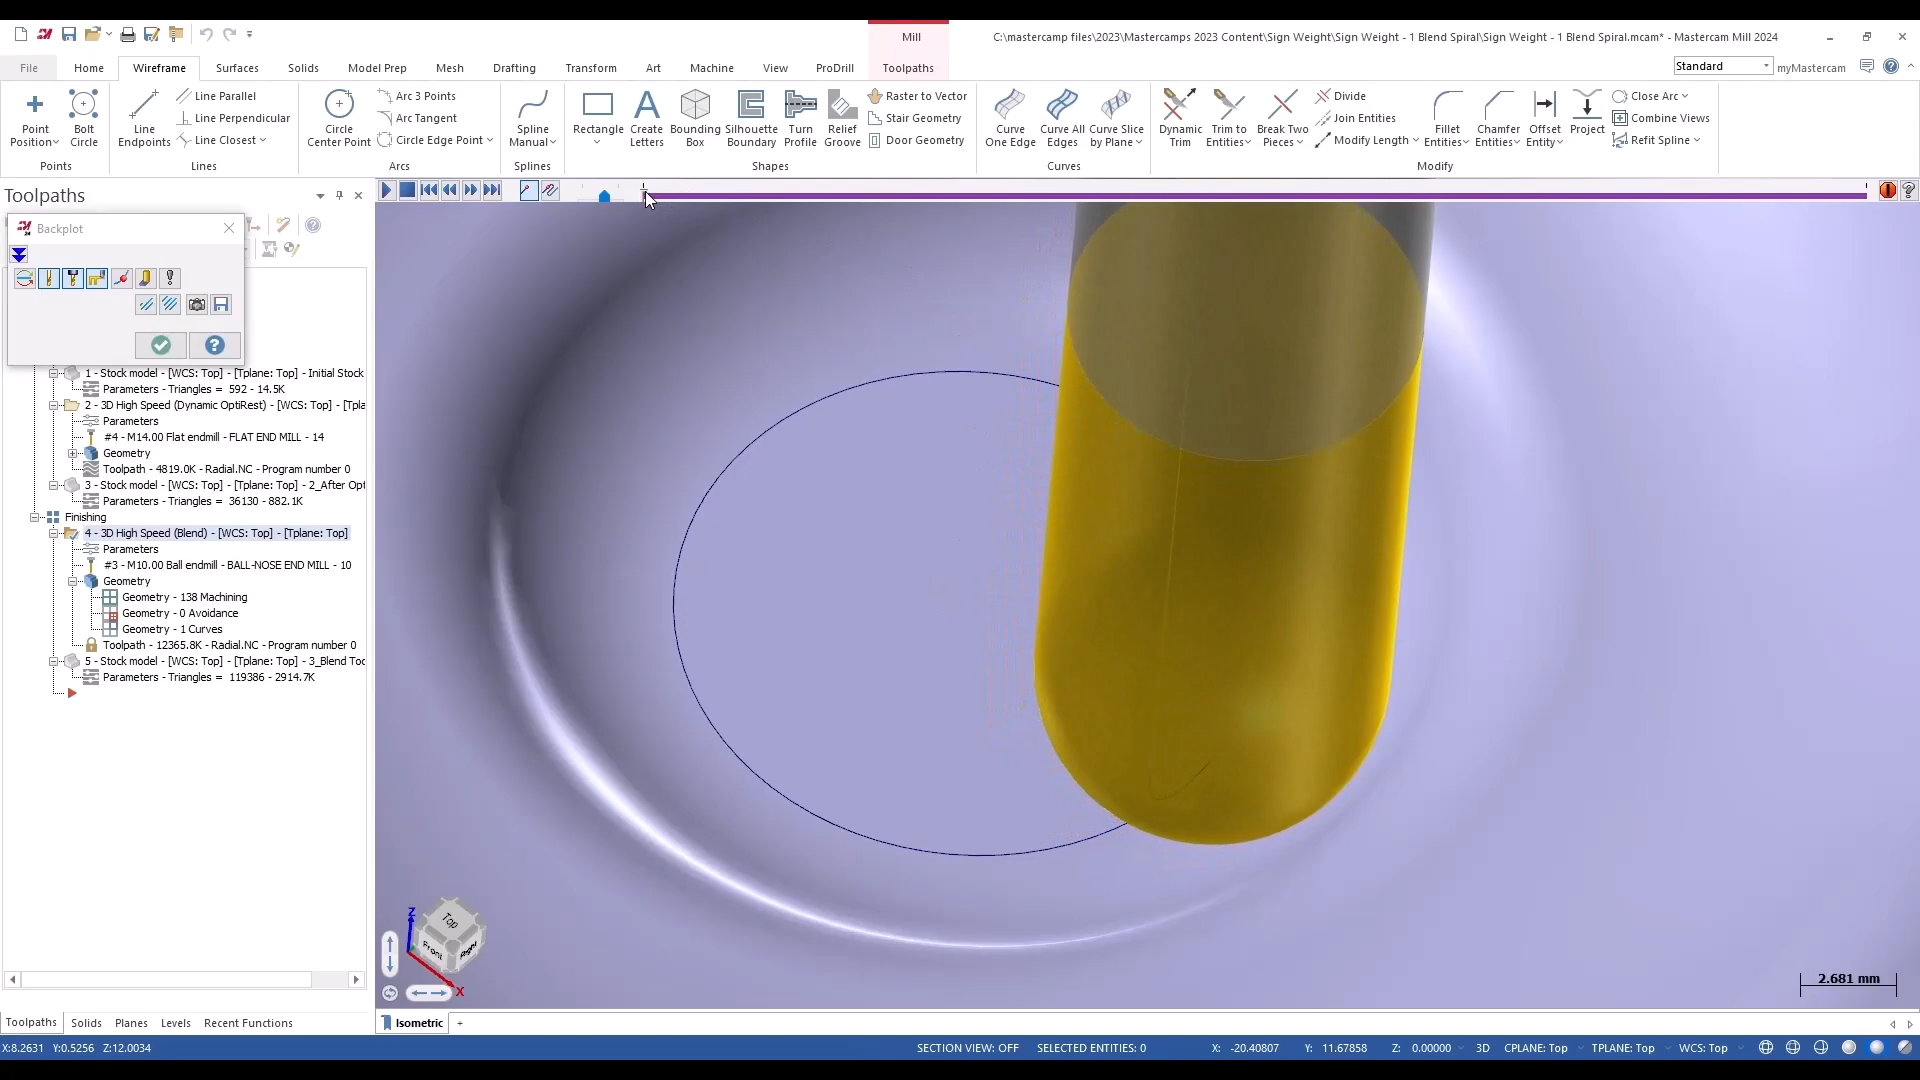 Mill
C:\mastercamp files\2023\Mastercamps 2023 Content\Sign Weight\Sign Weight - 1 Blend Spiral\Sign Weight - 1 Blend Spiral.mcam* - Mastercam Mill 2024
File Home Wireframe Surfaces Solids Model Prep Mesh Drafting Transform Art Machine View ProDrill Toolpaths
Standard
myMastercam
Point Position
Bolt Circle
Points
Line Endpoints
Line Parallel
Line Perpendicular
Line Closest
Lines
Circle Center Point
Arc 3 Points
Arc Tangent
Circle Edge Point
Arcs
Spline Manual
Splines
Rectangle
Create Letters
Bounding Box
Silhouette Boundary
Turn Profile
Relief Groove
Raster to Vector
Stair Geometry
Door Geometry
Shapes
Curve One Edge
Curve All Edges
Curve Slice by Plane
Curves
Dynamic Trim
Trim to Entities
Break Two Pieces
Divide
Join Entities
Modify Length
Fillet Entities
Chamfer Entities
Offset Entity
Project
Close Arc
Combine Views
Refit Spline
Modify
Toolpaths
Backplot
1 - Stock model - [WCS: Top] - [Tplane: Top] - Initial Stock
Parameters - Triangles = 592 - 14.5K
2 - 3D High Speed (Dynamic OptiRest) - [WCS: Top] - [Tpla
Parameters
#4 - M14.00 Flat endmill - FLAT END MILL - 14
Geometry
Toolpath - 4819.0K - Radial.NC - Program number 0
3 - Stock model - [WCS: Top] - [Tplane: Top] - 2_After Opt
Parameters - Triangles = 36130 - 882.1K
Finishing
4 - 3D High Speed (Blend) - [WCS: Top] - [Tplane: Top]
Parameters
#3 - M10.00 Ball endmill - BALL-NOSE END MILL - 10
Geometry
Geometry - 138 Machining
Geometry - 0 Avoidance
Geometry - 1 Curves
Toolpath - 12365.8K - Radial.NC - Program number 0
5 - Stock model - [WCS: Top] - [Tplane: Top] - 3_Blend Toc
Parameters - Triangles = 119386 - 2914.7K
Z
Top
Front
Right
X
2.681 mm
Toolpaths Solids Planes Levels Recent Functions
Isometric +
X:8.2631 Y:0.5256 Z:12.0034
SECTION VIEW: OFF SELECTED ENTITIES: 0 X: -20.40807 Y: 11.67858 Z: 0.00000 3D CPLANE: Top TPLANE: Top WCS: Top